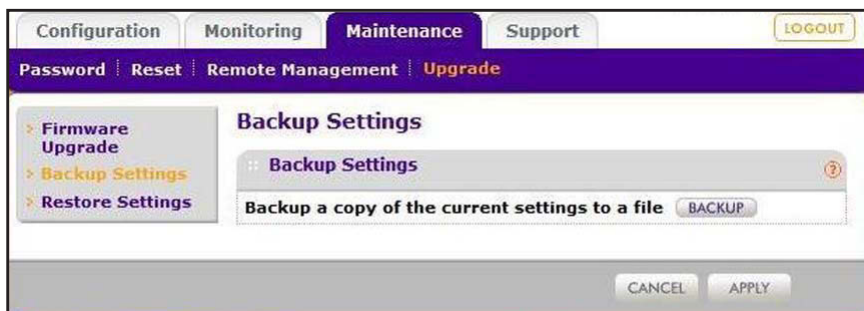 Configuration Monitoring Maintenance Support LOGOUT
Password Reset Remote Management Upgrade
Firmware
Upgrade
Backup Settings
Restore Settings
Backup Settings
Backup Settings ?
Backup a copy of the current settings to a file BACKUP
CANCEL APPLY